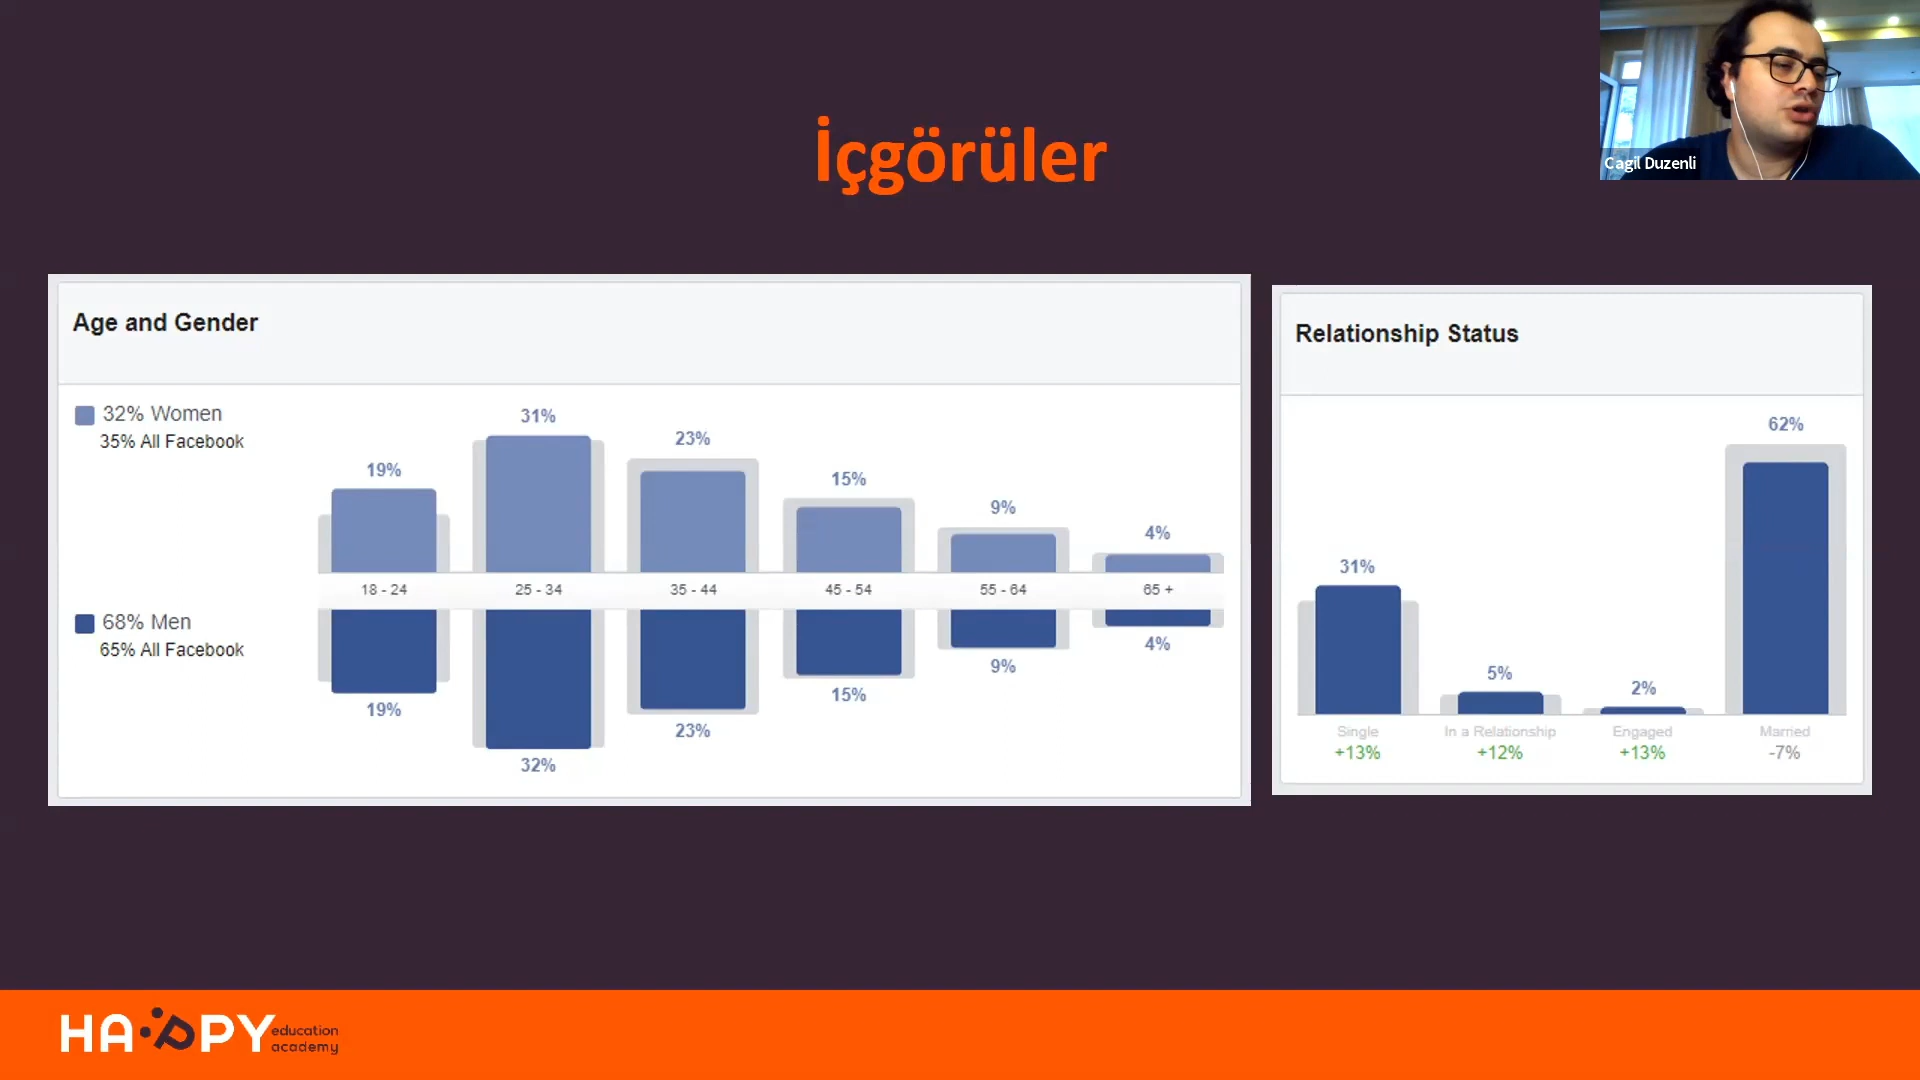 Cagil Duzenli
İçgörüler
Age and Gender
32% Women
35% All Facebook
68% Men
65% All Facebook
19%
31%
23%
15%
9%
4%
18 - 24
25 - 34
35 - 44
45 - 54
55 - 64
65 +
19%
32%
23%
15%
9%
4%
Relationship Status
31%
5%
2%
62%
Single
In a Relationship
Engaged
Married
+13%
+12%
+13%
-7%
HAPPY education academy